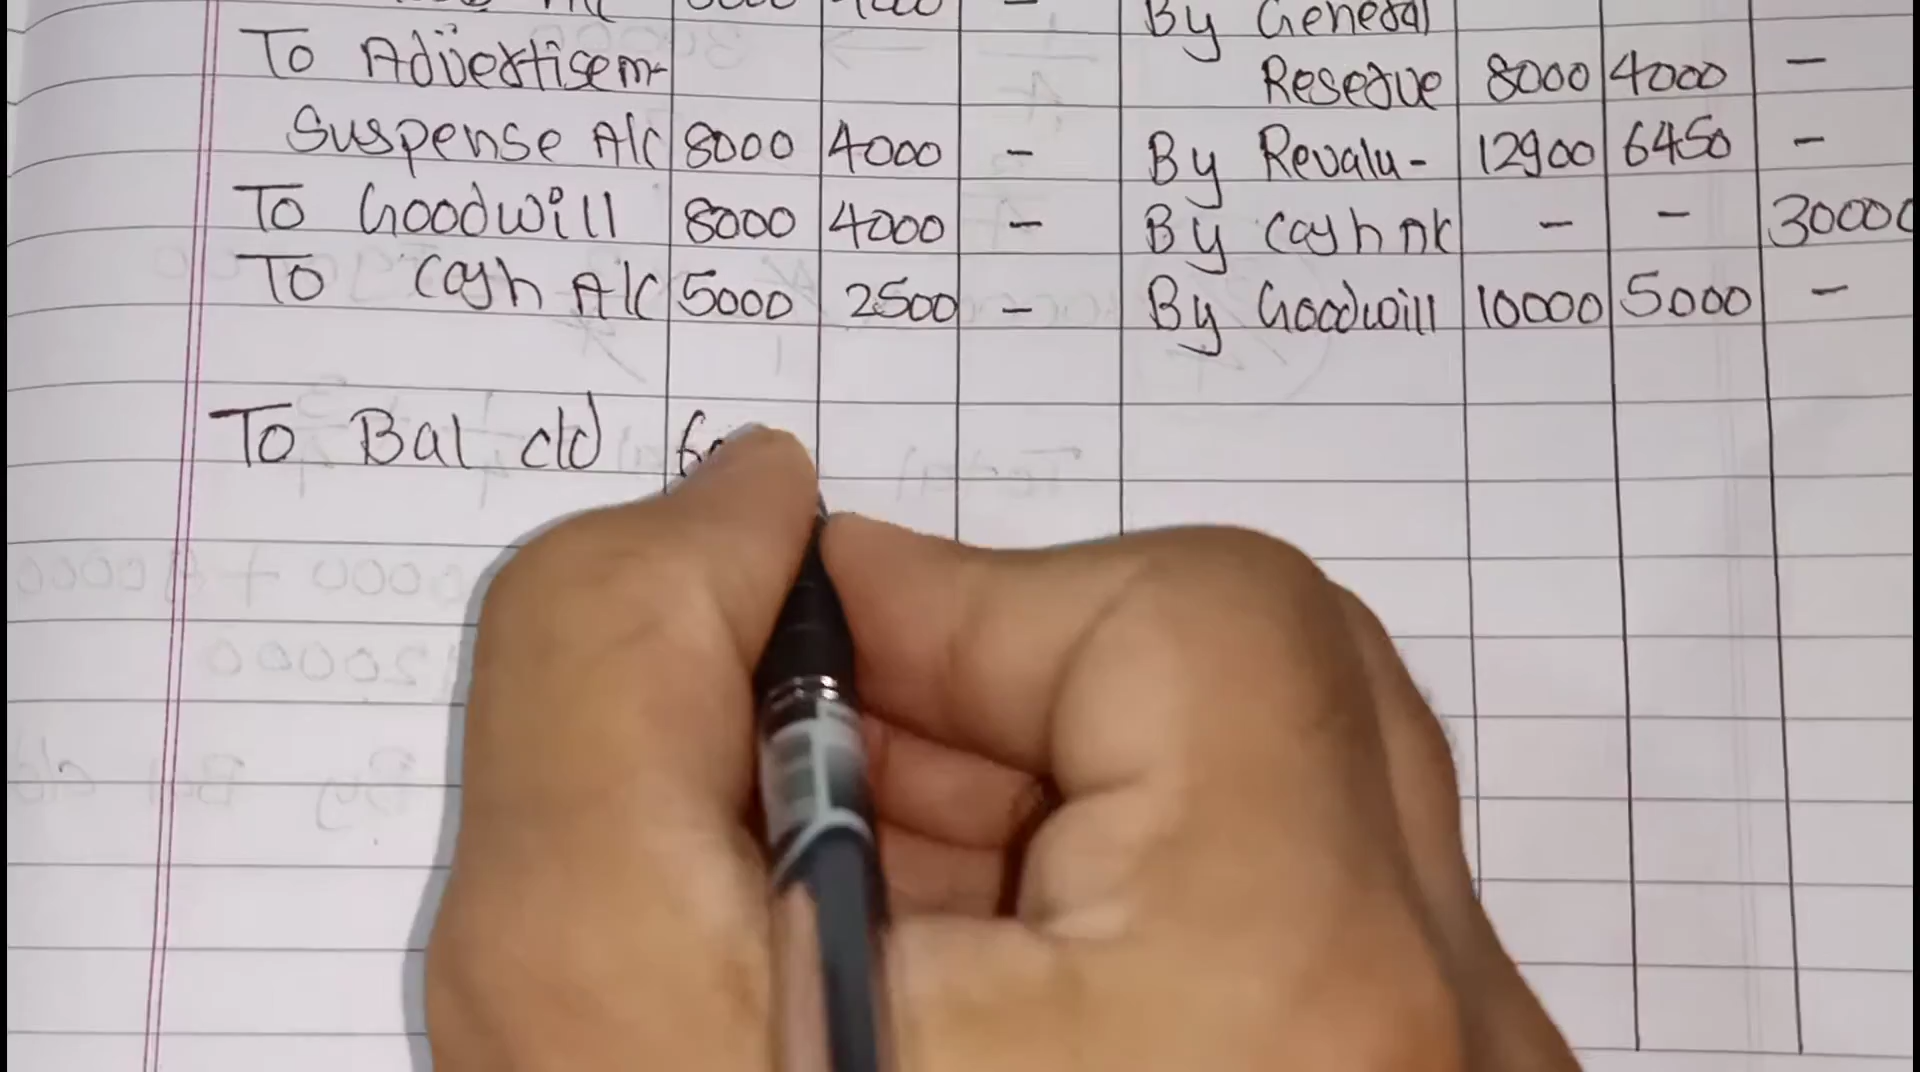 By General
To Advertisem-
Reserve 8000 4000 -
Suspense A/c 8000 4000 -
By Revalu- 12900 6450 -
To Goodwill 8000 4000 -
By Cash A/c - - 30000
To Cash A/c 5000 2500 -
By Goodwill 10000 5000 -
To Bal c/d